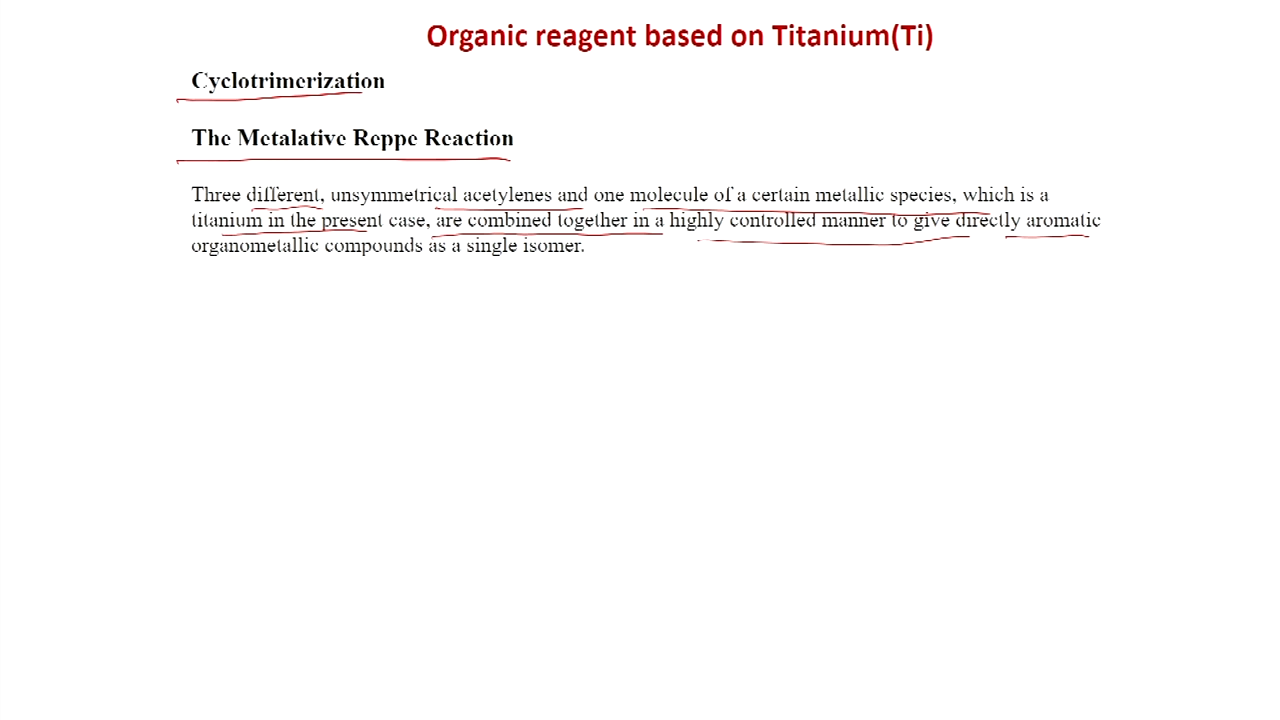 Organic reagent based on Titanium(Ti)
Cyclotrimerization
The Metalative Reppe Reaction
Three different, unsymmetrical acetylenes and one molecule of a certain metallic species, which is a
titanium in the present case, are combined together in a highly controlled manner to give directly aromatic
organometallic compounds as a single isomer.